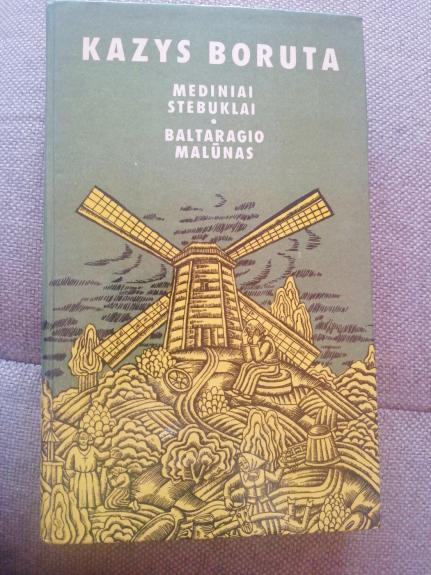 KAZYS BORUTA
MEDINIAI
STEBUKLAI
•
BALTARAGIO
MALŪNAS